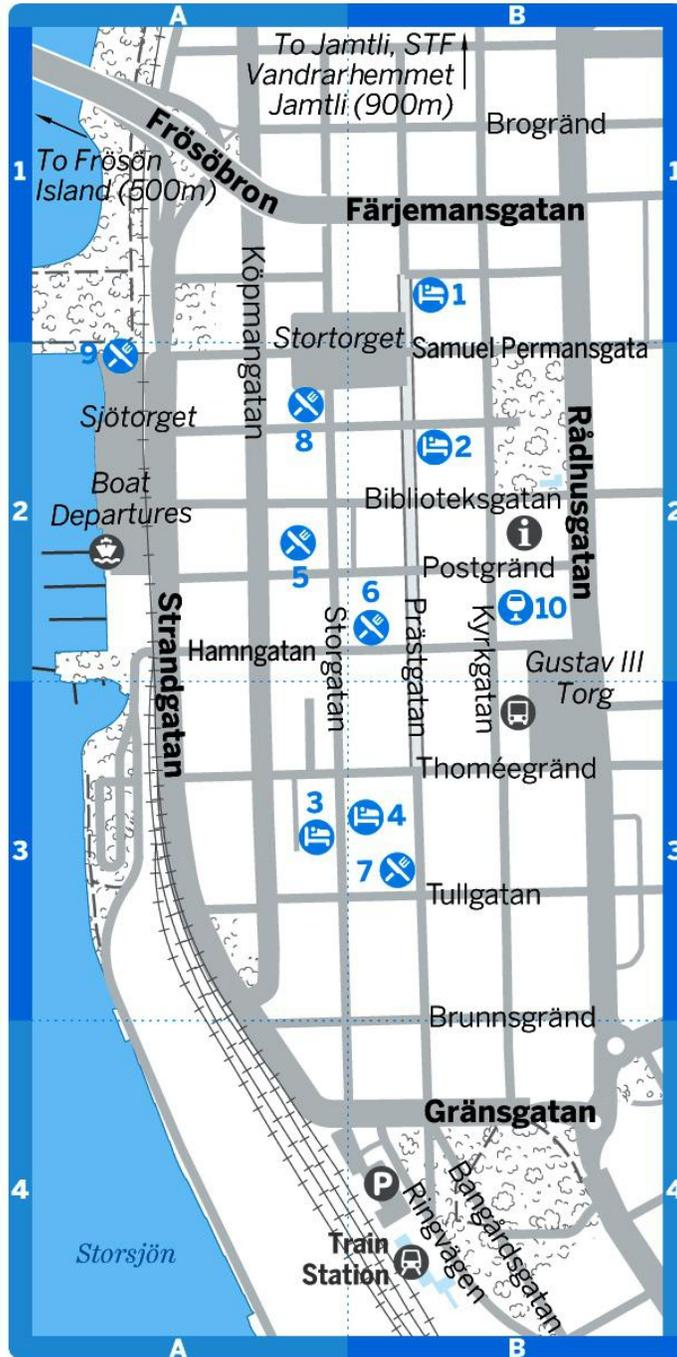 A
B
To Jamtli, STF
Vandrarhemmet
Jamtli (900m)
Brogränd
1
1
To Frösön
Island (500m)
Frösöbron
Färjemansgatan
Köpmangatan
1
Stortorget
Samuel Permansgata
9
Sjötorget
8
2
Rådhusgatan
Boat
Departures
2
2
Biblioteksgatan
i
5
Postgränd
6
10
Strandgatan
Storgatan
Prästgatan
Kyrkgatan
Hamngatan
Gustav III
Torg
Thoméegränd
3
4
3
3
7
Tullgatan
Brunnsgränd
Gränsgatan
4
4
P
Ringvägen
Bangårdsgatan
Storsjön
Train
Station
A
B